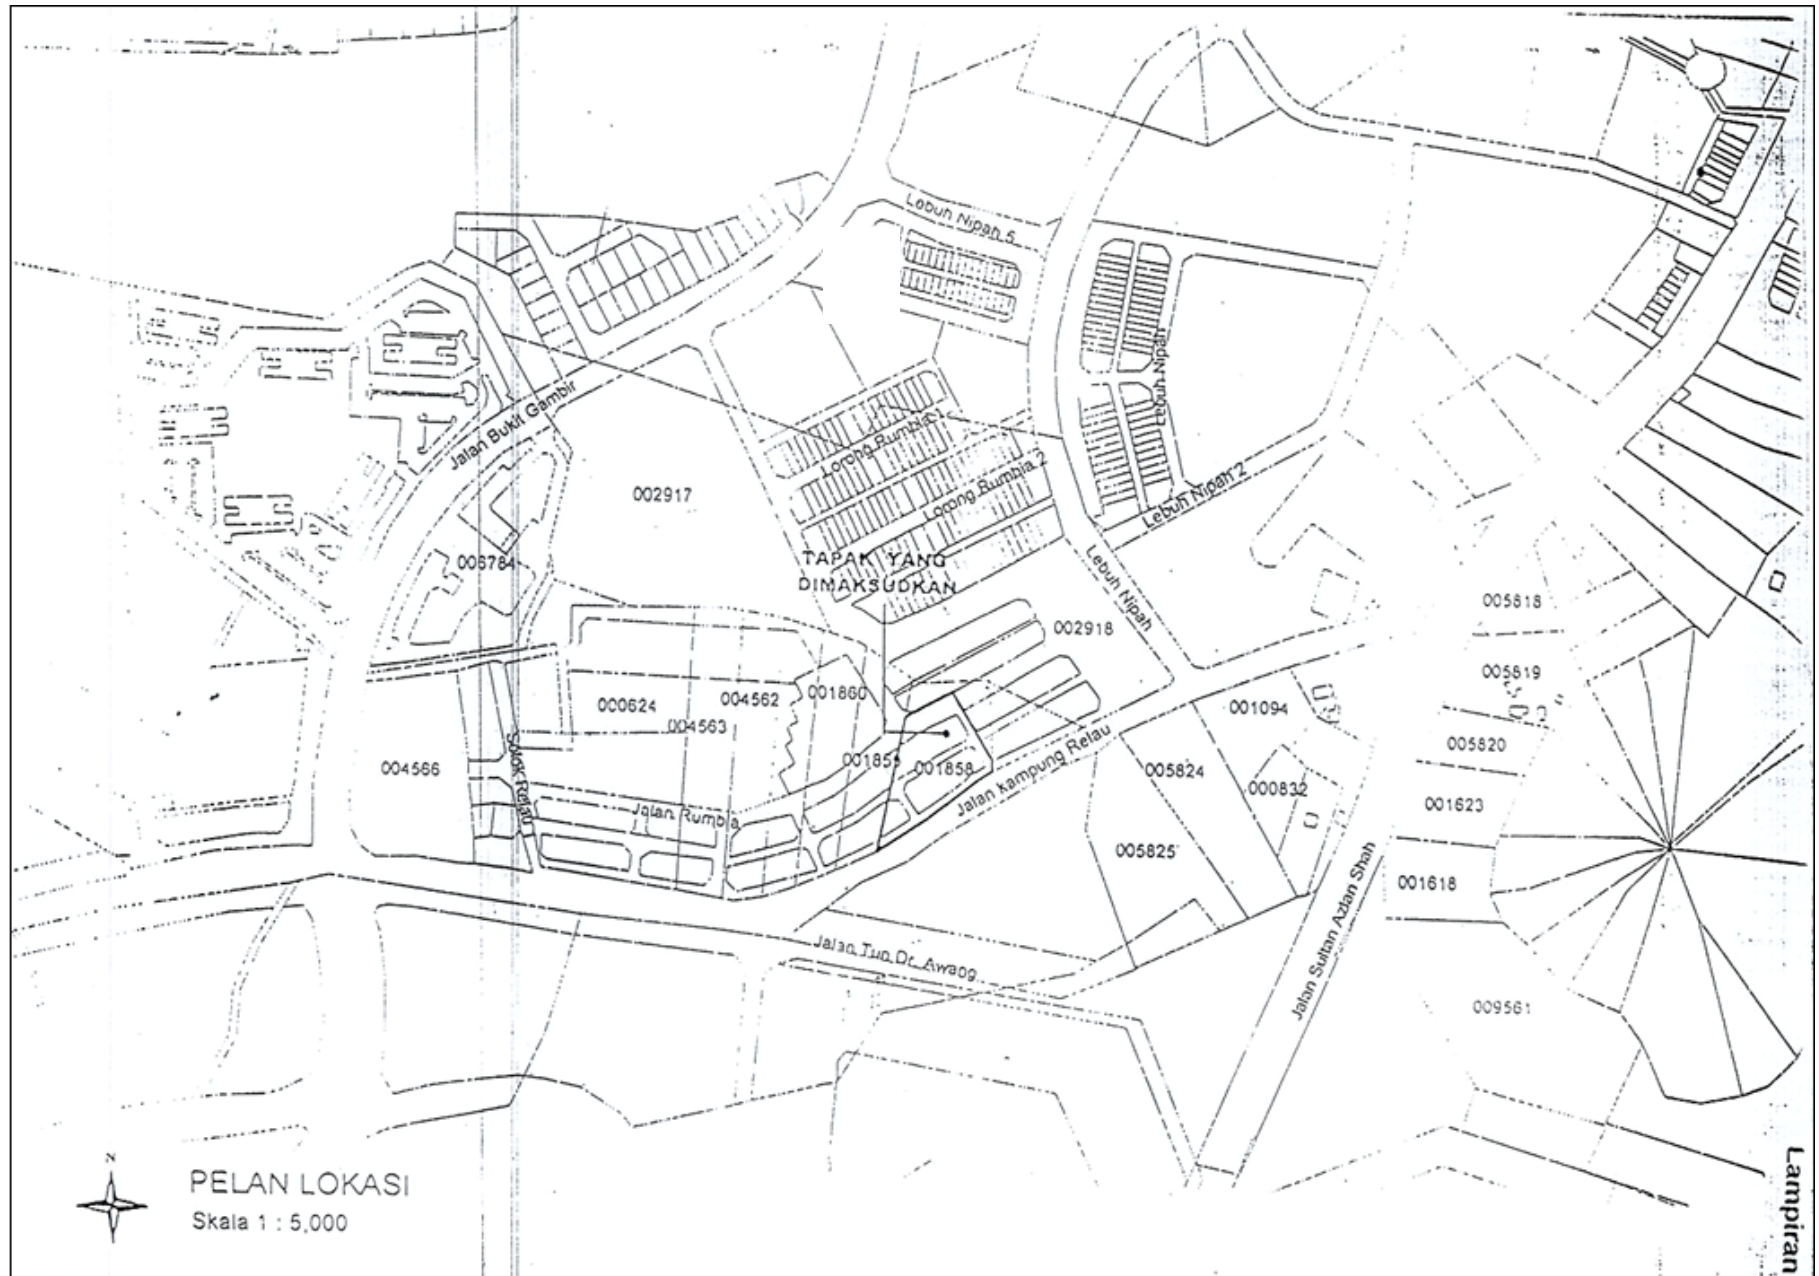 Lebuh Nipah 5
Lebuh Nipah
Jalan Bukit Gambir
Lorong Rumbia 1
Lorong Rumbia 2
Lebuh Nipah 2
002917
TAPAK YANG
DIMAKSUDKAN
006784
Lebuh Nipah
005818
002918
005819
000624
004562
001860
001094
004563
005820
Solok Relau
004566
001859
001858
Jalan kampung Relau
005824
000832
001623
Jalan Rumbia
005825
001618
Jalan Sultan Azlan Shah
Jalan Tun Dr. Awang
009561
N
PELAN LOKASI
Skala 1 : 5,000
Lampiran